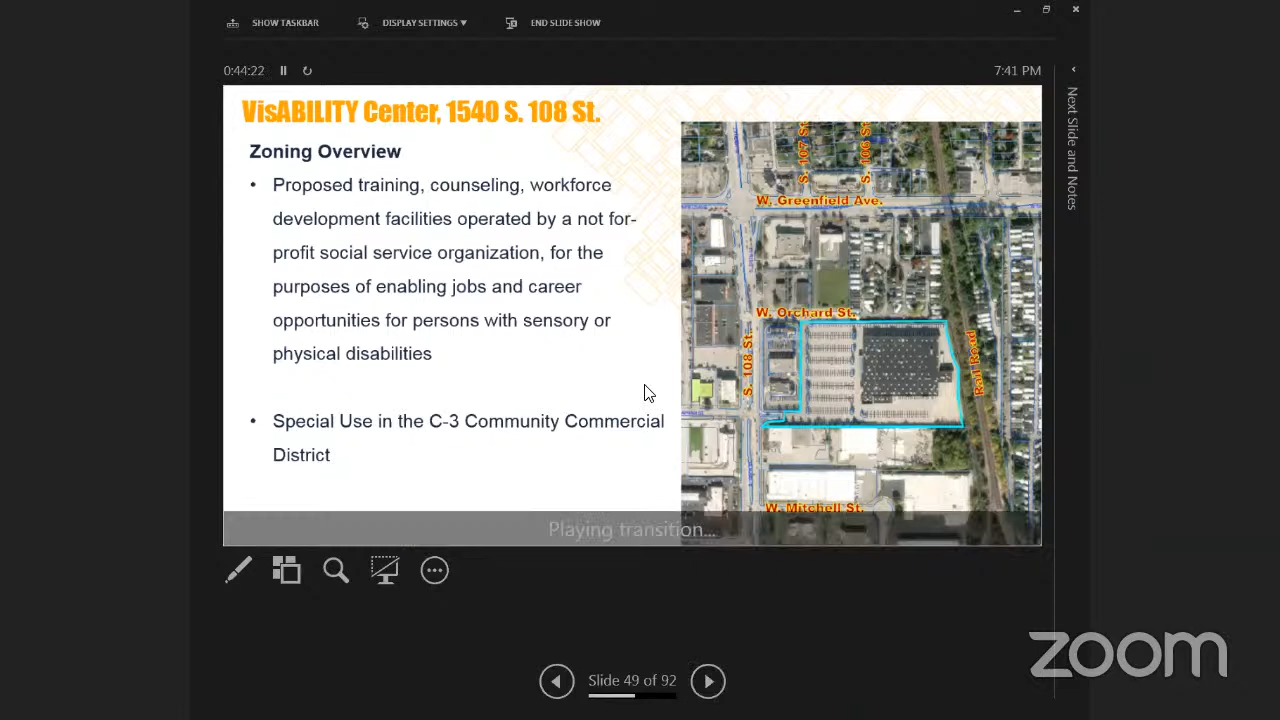 SHOW TASKBAR
DISPLAY SETTINGS ▾
END SLIDE SHOW
0:44:22
7:41 PM
Next Slide and Notes
VisABILITY Center, 1540 S. 108 St.
Zoning Overview
• Proposed training, counseling, workforce
development facilities operated by a not for-
profit social service organization, for the
purposes of enabling jobs and career
opportunities for persons with sensory or
physical disabilities
• Special Use in the C-3 Community Commercial
District
S. 107 St
S. 106 St
W. Greenfield Ave.
W. Orchard St.
S. 108 St.
Rail Road
W. Mitchell St.
Playing transition...
Slide 49 of 92
zoom